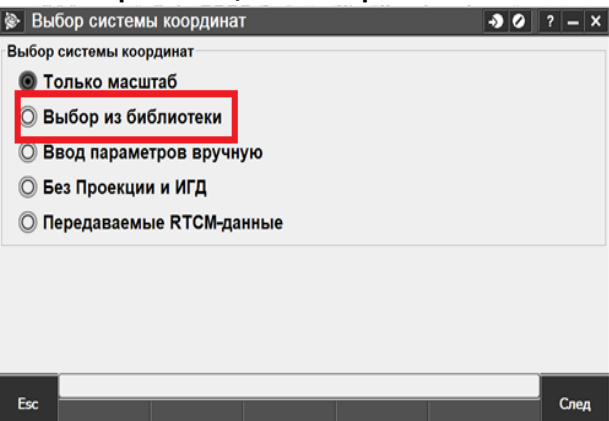 Выбор системы координат
? – ×
Выбор системы координат
Только масштаб
Выбор из библиотеки
Ввод параметров вручную
Без Проекции и ИГД
Передаваемые RTCM-данные
Esc
След